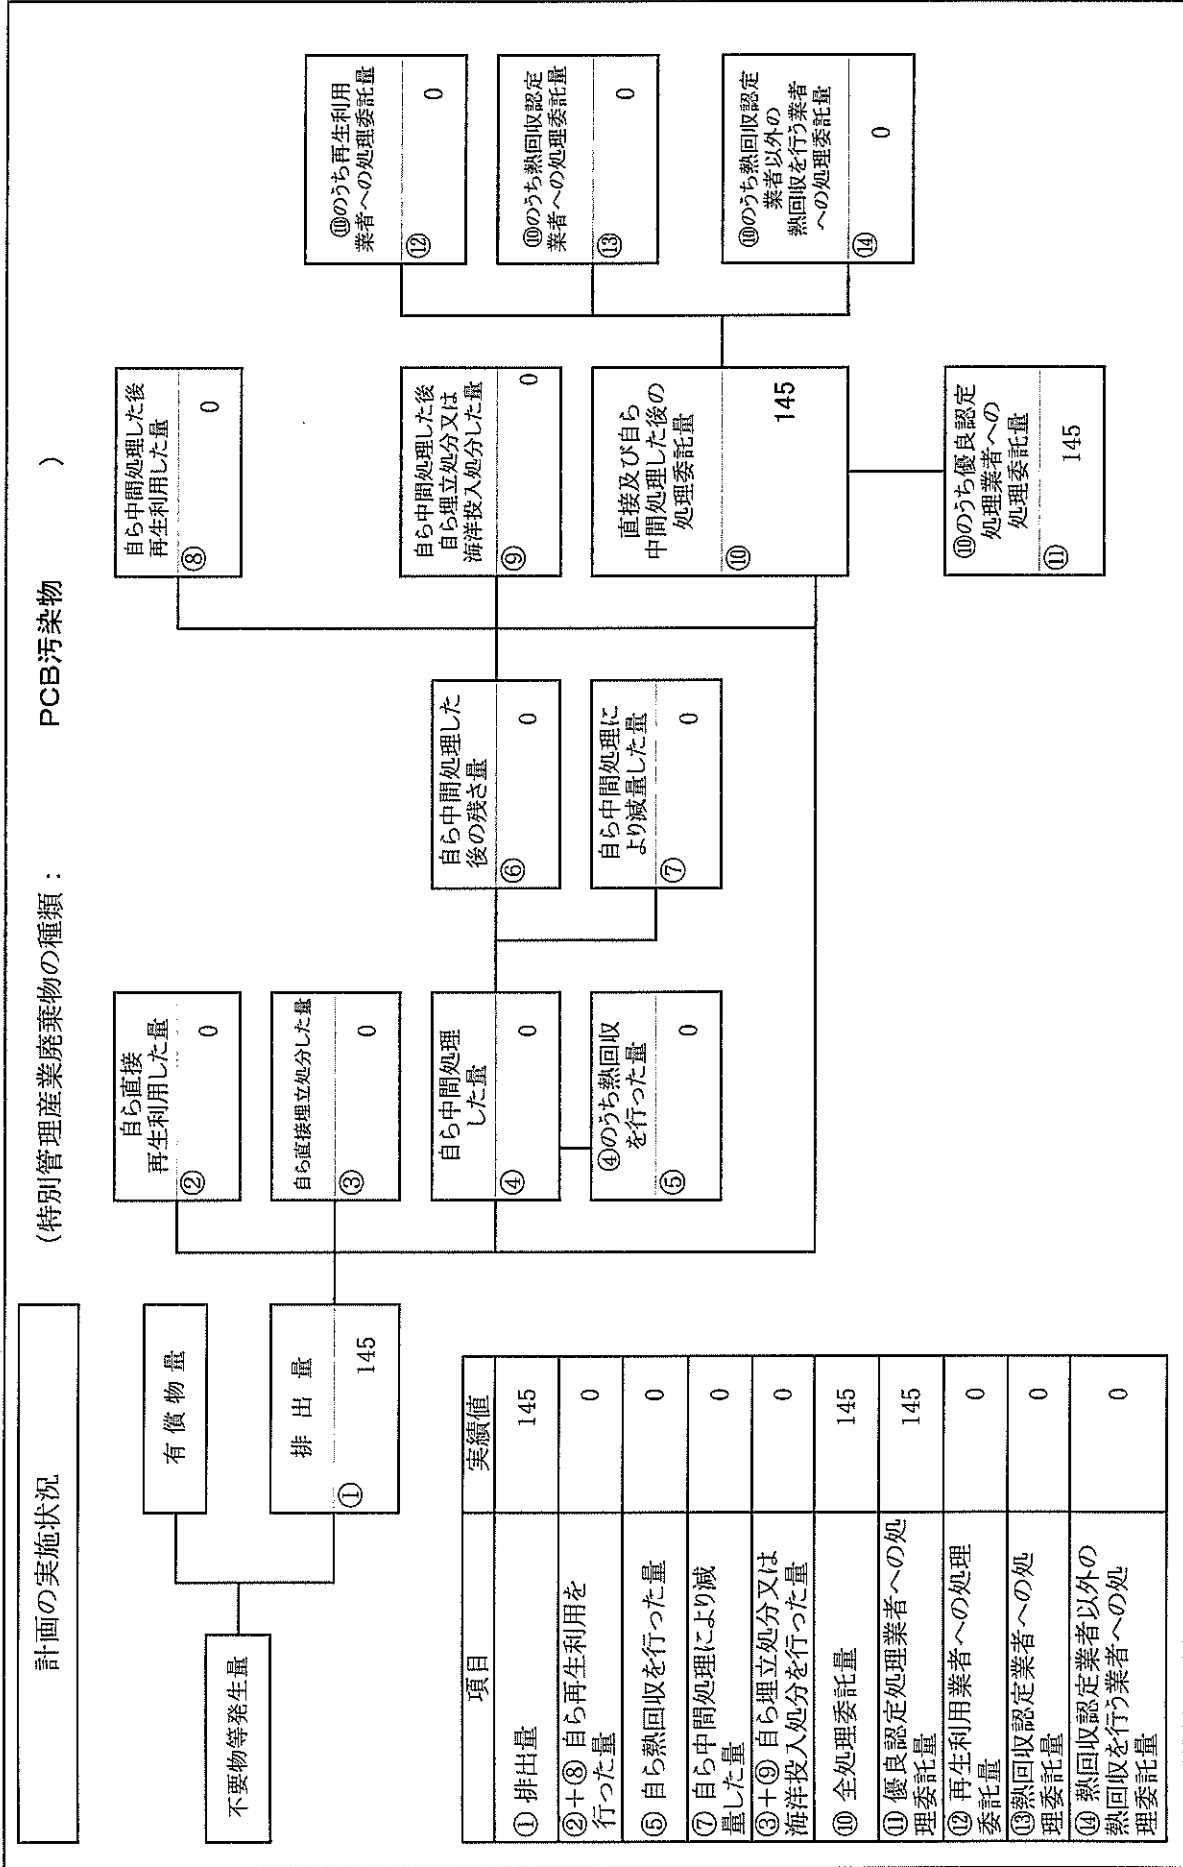 計画の実施状況
(特別管理産業廃棄物の種類： PCB汚染物 )
不要物等発生量
有償物量
排出量
① 145
自ら直接
再生利用した量
② 0
自ら直接埋立処分した量
③ 0
自ら中間処理
した量
④ 0
④のうち熱回収
を行った量
⑤ 0
自ら中間処理した
後の残さ量
⑥ 0
自ら中間処理に
より減量した量
⑦ 0
自ら中間処理した後
再生利用した量
⑧ 0
自ら中間処理した後
自ら埋立処分又は
海洋投入処分した量
⑨ 0
直接及び自ら
中間処理した後の
処理委託量
⑩ 145
⑩のうち優良認定
処理業者への
処理委託量
⑪ 145
⑩のうち再生利用
業者への処理委託量
⑫ 0
⑩のうち熱回収認定
業者への処理委託量
⑬ 0
⑩のうち熱回収認定
業者以外の
熱回収を行う業者
への処理委託量
⑭ 0
項目 実績値
① 排出量 145
②＋⑧ 自ら再生利用を
行った量 0
⑤ 自ら熱回収を行った量 0
⑦ 自ら中間処理により減
量した量 0
③＋⑨ 自ら埋立処分又は
海洋投入処分を行った量 0
⑩ 全処理委託量 145
⑪ 優良認定処理業者への処
理委託量 145
⑫ 再生利用業者への処理
委託量 0
⑬熱回収認定業者への処
理委託量 0
⑭ 熱回収認定業者以外の
熱回収を行う業者への処
理委託量 0